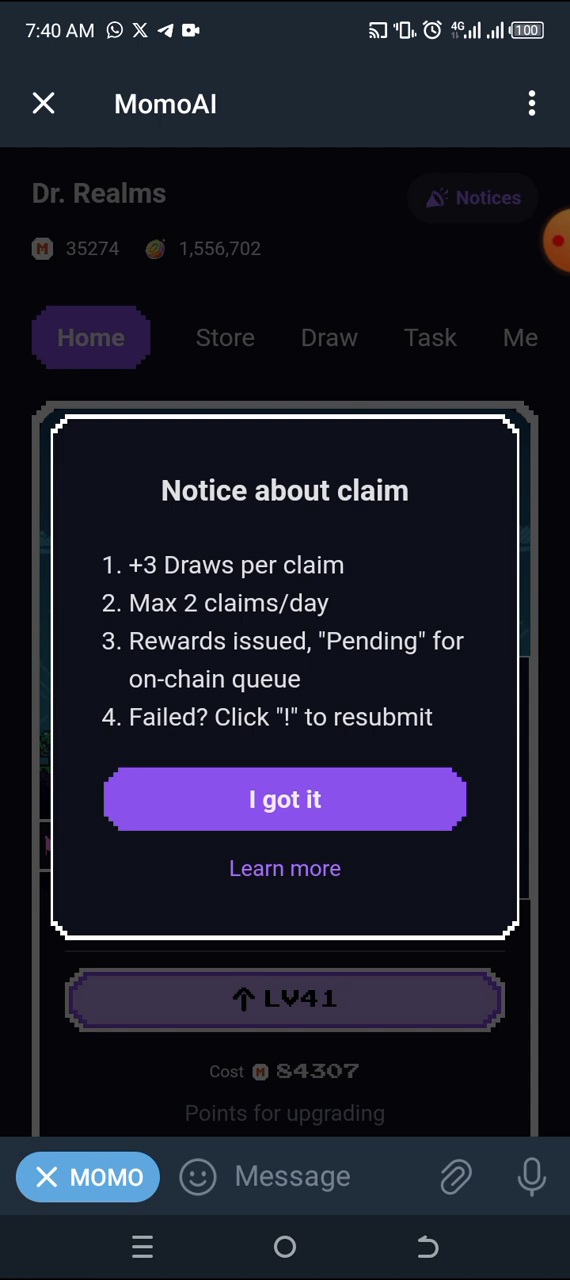 7:40 AM 4G 100
MomoAI
Dr. Realms
Notices
M 35274 1,556,702
Home Store Draw Task Me
Notice about claim
1. +3 Draws per claim
2. Max 2 claims/day
3. Rewards issued, "Pending" for
on-chain queue
4. Failed? Click "!" to resubmit
I got it
Learn more
↑ LV41
Cost M 84307
Points for upgrading
MOMO Message